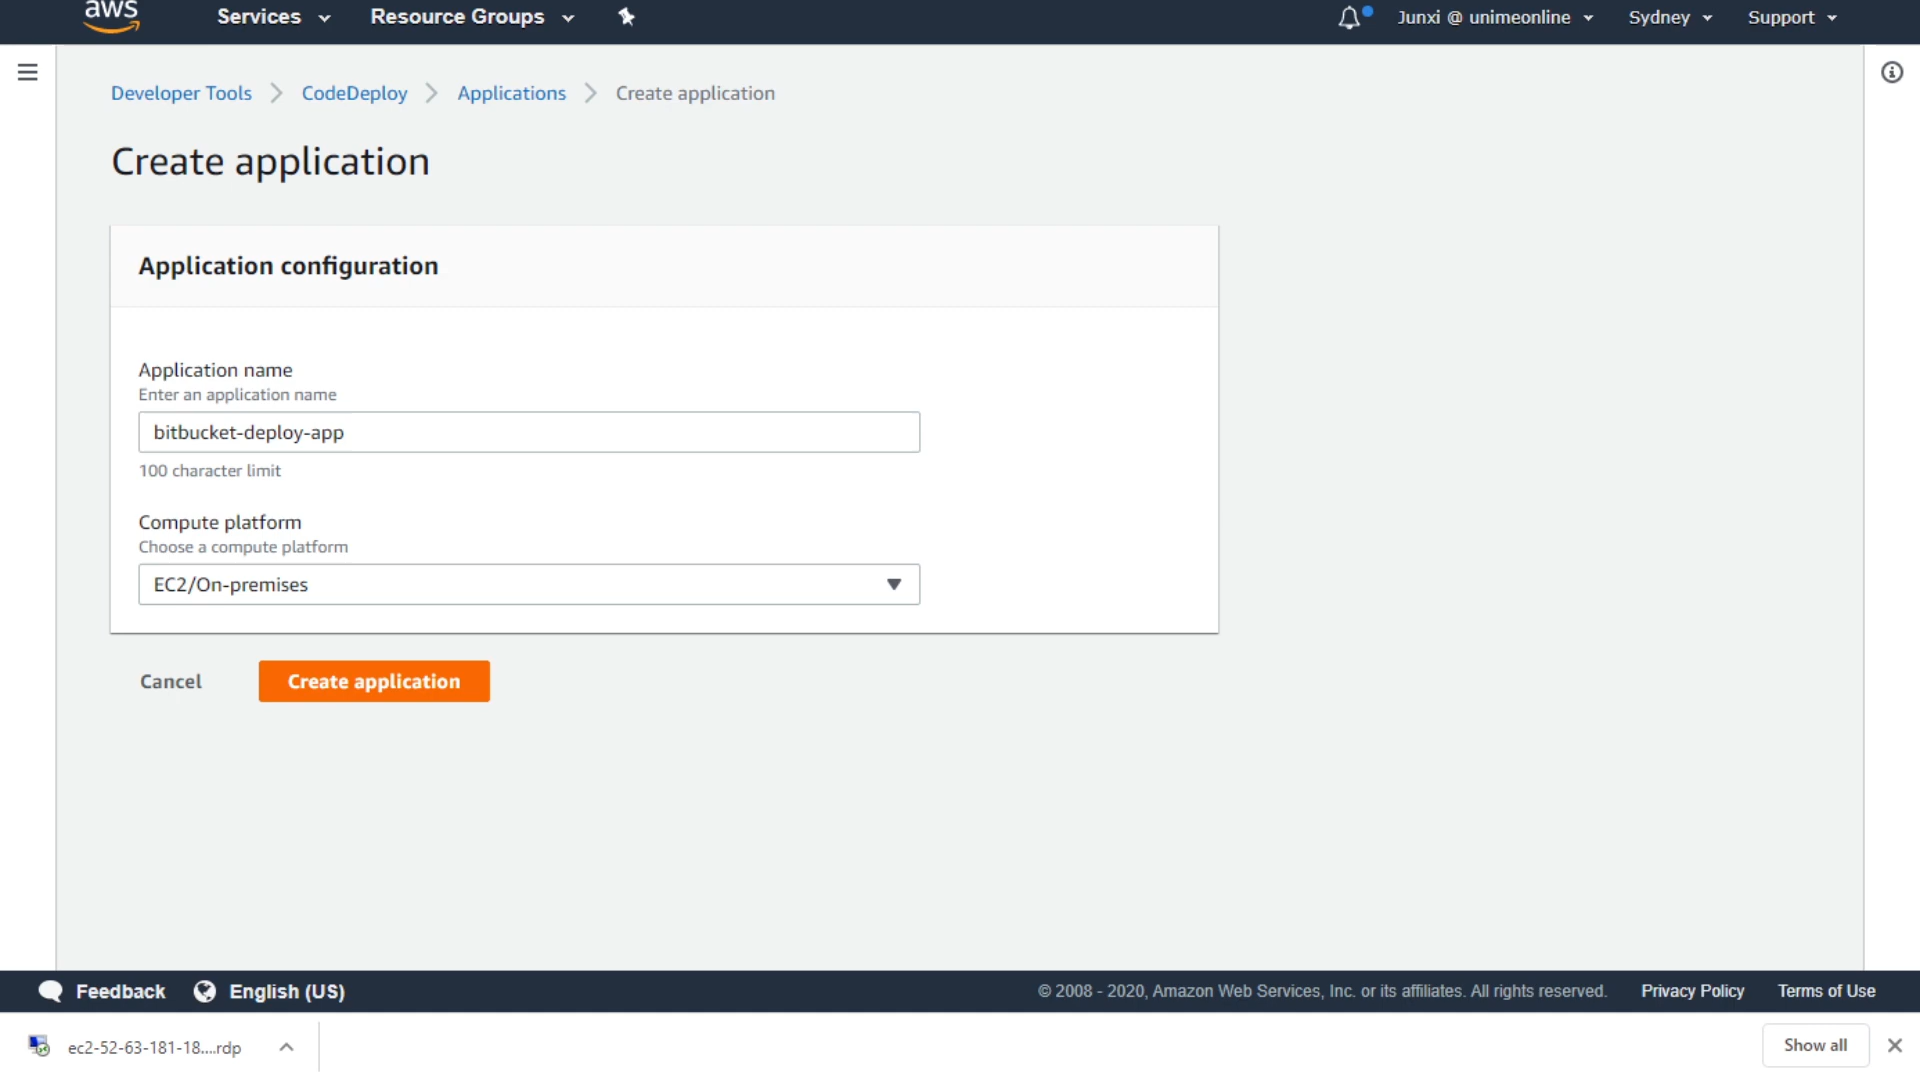 aws
Services
Resource Groups
Junxi @ unimeonline
Sydney
Support
Developer Tools
CodeDeploy
Applications
Create application
Create application
Application configuration
Application name
Enter an application name
bitbucket-deploy-app
100 character limit
Compute platform
Choose a compute platform
EC2/On-premises
Cancel
Create application
Feedback
English (US)
© 2008 - 2020, Amazon Web Services, Inc. or its affiliates. All rights reserved.
Privacy Policy
Terms of Use
ec2-52-63-181-18....rdp
Show all